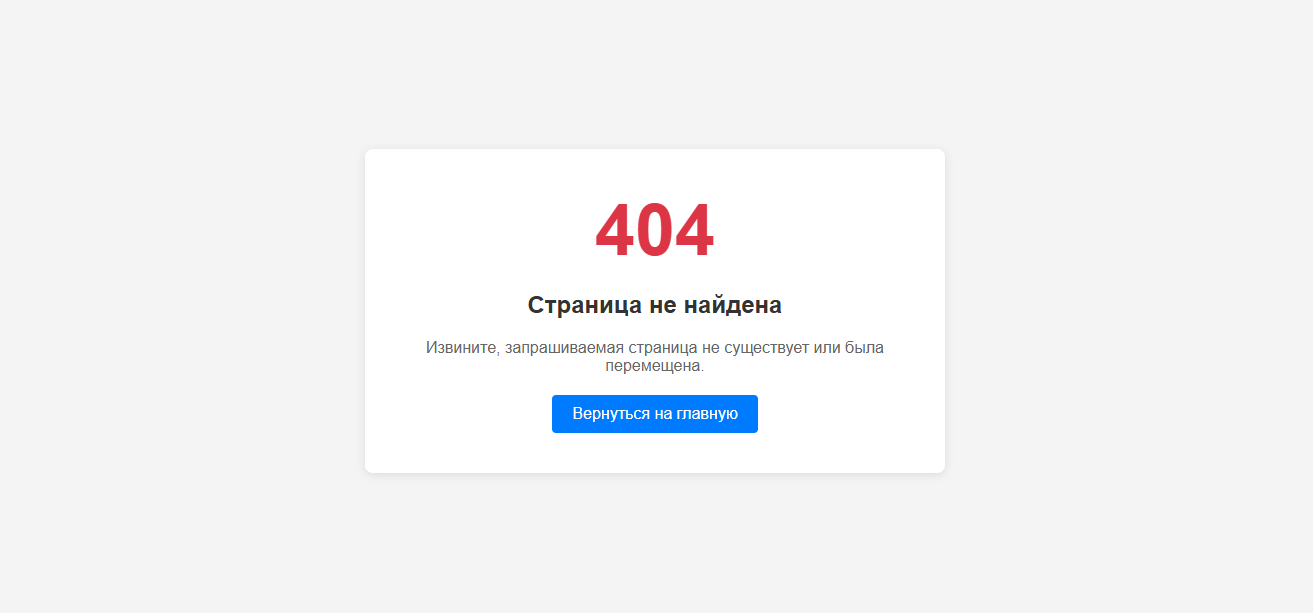 404
Страница не найдена
Извините, запрашиваемая страница не существует или была
перемещена.
Вернуться на главную